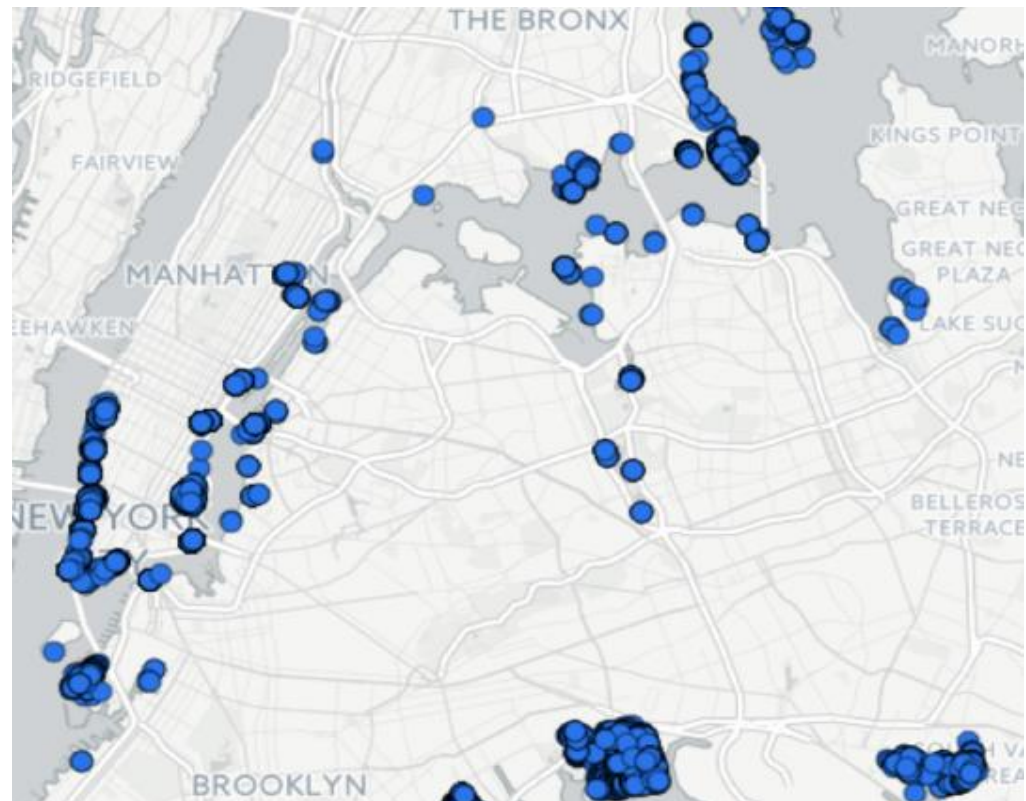 THE BRONX
MANORH
RIDGEFIELD
KINGS POINT
FAIRVIEW
GREAT NEC
GREAT NEC
PLAZA
MANHATTAN
EEHAWKEN
LAKE SUC
NE
BELLEROS
TERRACE
NEW YORK
BROOKLYN